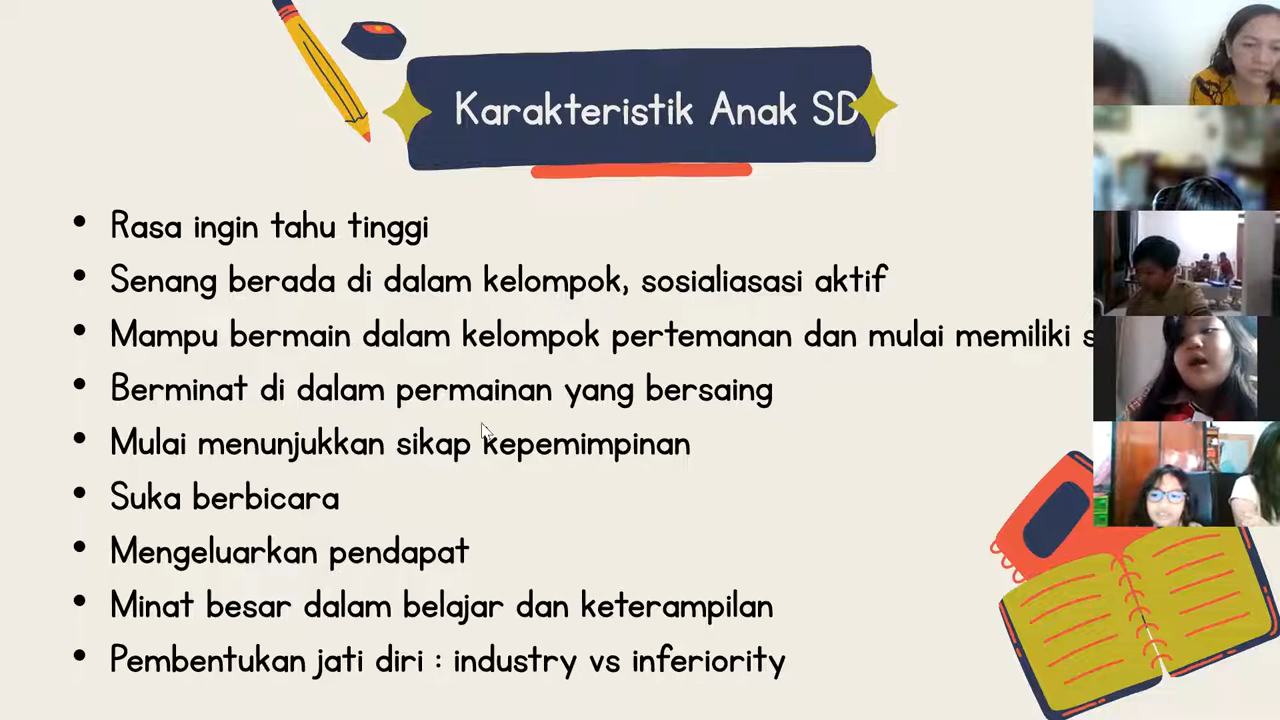 Karakteristik Anak SD
• Rasa ingin tahu tinggi
• Senang berada di dalam kelompok, sosialiasasi aktif
• Mampu bermain dalam kelompok pertemanan dan mulai memiliki
• Berminat di dalam permainan yang bersaing
• Mulai menunjukkan sikap kepemimpinan
• Suka berbicara
• Mengeluarkan pendapat
• Minat besar dalam belajar dan keterampilan
• Pembentukan jati diri : industry vs inferiority